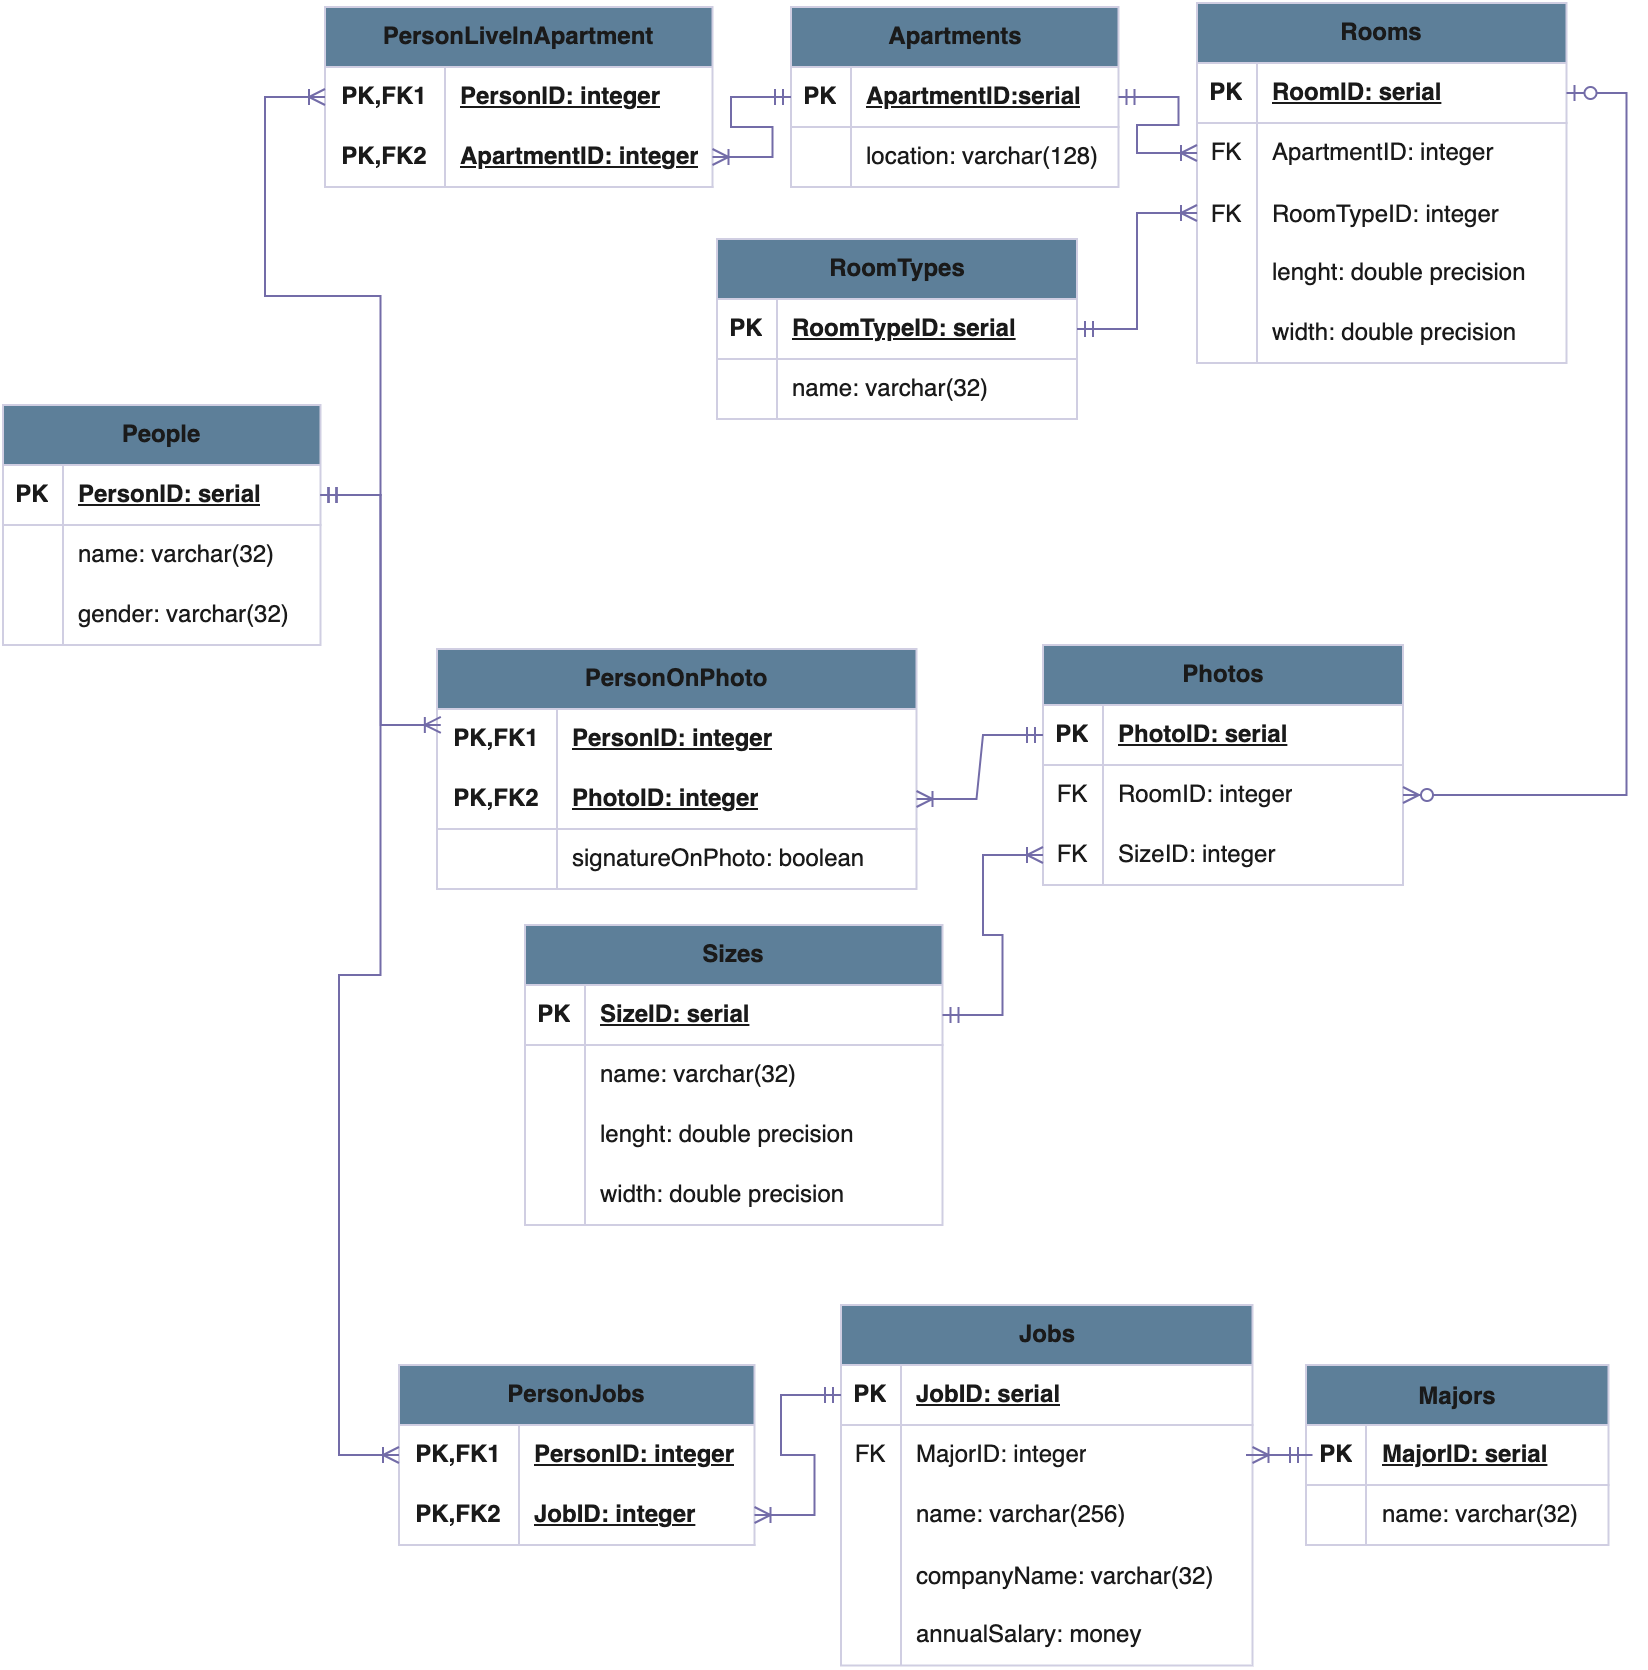 PersonLiveInApartment
PK,FK1 PersonID: integer
PK,FK2 ApartmentID: integer
Apartments
PK ApartmentID:serial
location: varchar(128)
Rooms
PK RoomID: serial
FK ApartmentID: integer
FK RoomTypeID: integer
lenght: double precision
width: double precision
RoomTypes
PK RoomTypeID: serial
name: varchar(32)
People
PK PersonID: serial
name: varchar(32)
gender: varchar(32)
PersonOnPhoto
PK,FK1 PersonID: integer
PK,FK2 PhotoID: integer
signatureOnPhoto: boolean
Photos
PK PhotoID: serial
FK RoomID: integer
FK SizeID: integer
Sizes
PK SizeID: serial
name: varchar(32)
lenght: double precision
width: double precision
PersonJobs
PK,FK1 PersonID: integer
PK,FK2 JobID: integer
Jobs
PK JobID: serial
FK MajorID: integer
name: varchar(256)
companyName: varchar(32)
annualSalary: money
Majors
PK MajorID: serial
name: varchar(32)